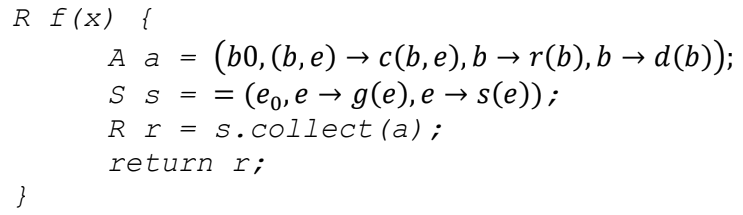 R f(x) {
A a = (b0, (b, e) → c(b, e), b → r(b), b → d(b));
S s = = (e₀, e → g(e), e → s(e));
R r = s.collect(a);
return r;
}